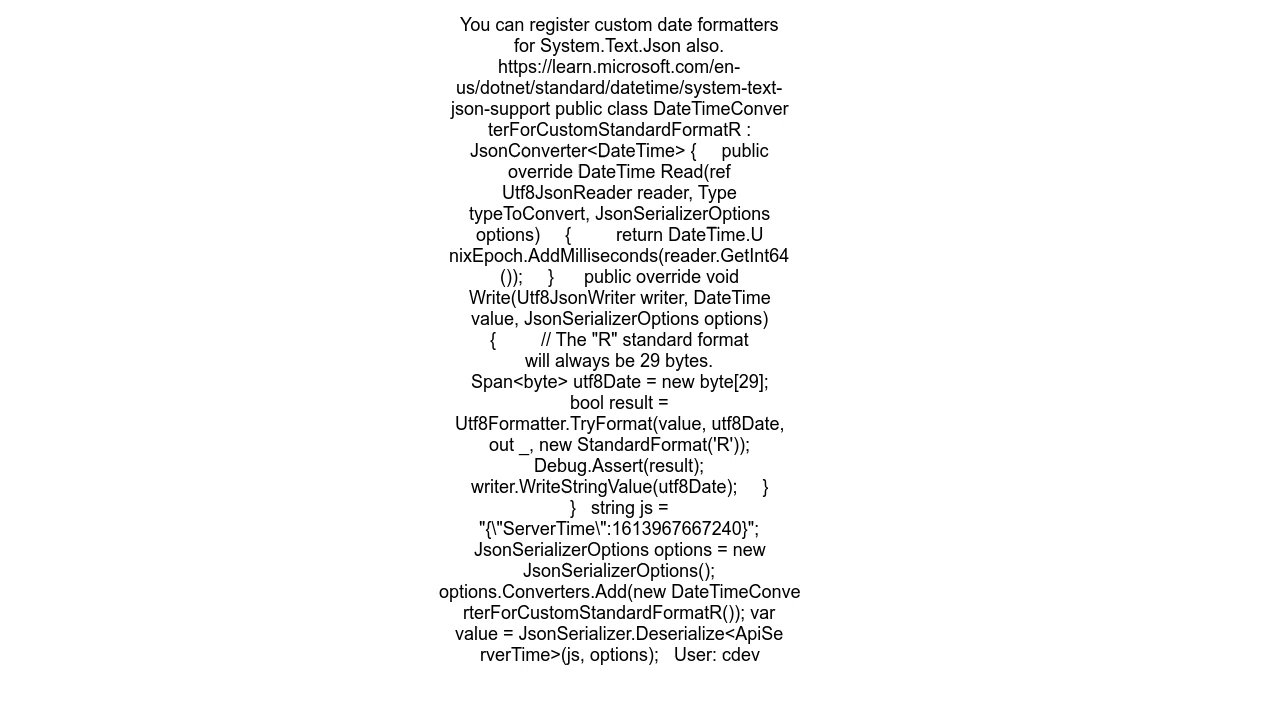 You can register custom date formatters
for System.Text.Json also.
https://learn.microsoft.com/en-
us/dotnet/standard/datetime/system-text-
json-support public class DateTimeConver
terForCustomStandardFormatR :
JsonConverter<DateTime> {     public
override DateTime Read(ref
Utf8JsonReader reader, Type
typeToConvert, JsonSerializerOptions
options)     {         return DateTime.U
nixEpoch.AddMilliseconds(reader.GetInt64
());     }      public override void
Write(Utf8JsonWriter writer, DateTime
value, JsonSerializerOptions options)
{         // The "R" standard format
will always be 29 bytes.
Span<byte> utf8Date = new byte[29];
bool result =
Utf8Formatter.TryFormat(value, utf8Date,
out _, new StandardFormat('R'));
Debug.Assert(result);
writer.WriteStringValue(utf8Date);     }
}   string js =
"{\"ServerTime\":1613967667240}";
JsonSerializerOptions options = new
JsonSerializerOptions();
options.Converters.Add(new DateTimeConve
rterForCustomStandardFormatR()); var
value = JsonSerializer.Deserialize<ApiSe
rverTime>(js, options);   User: cdev